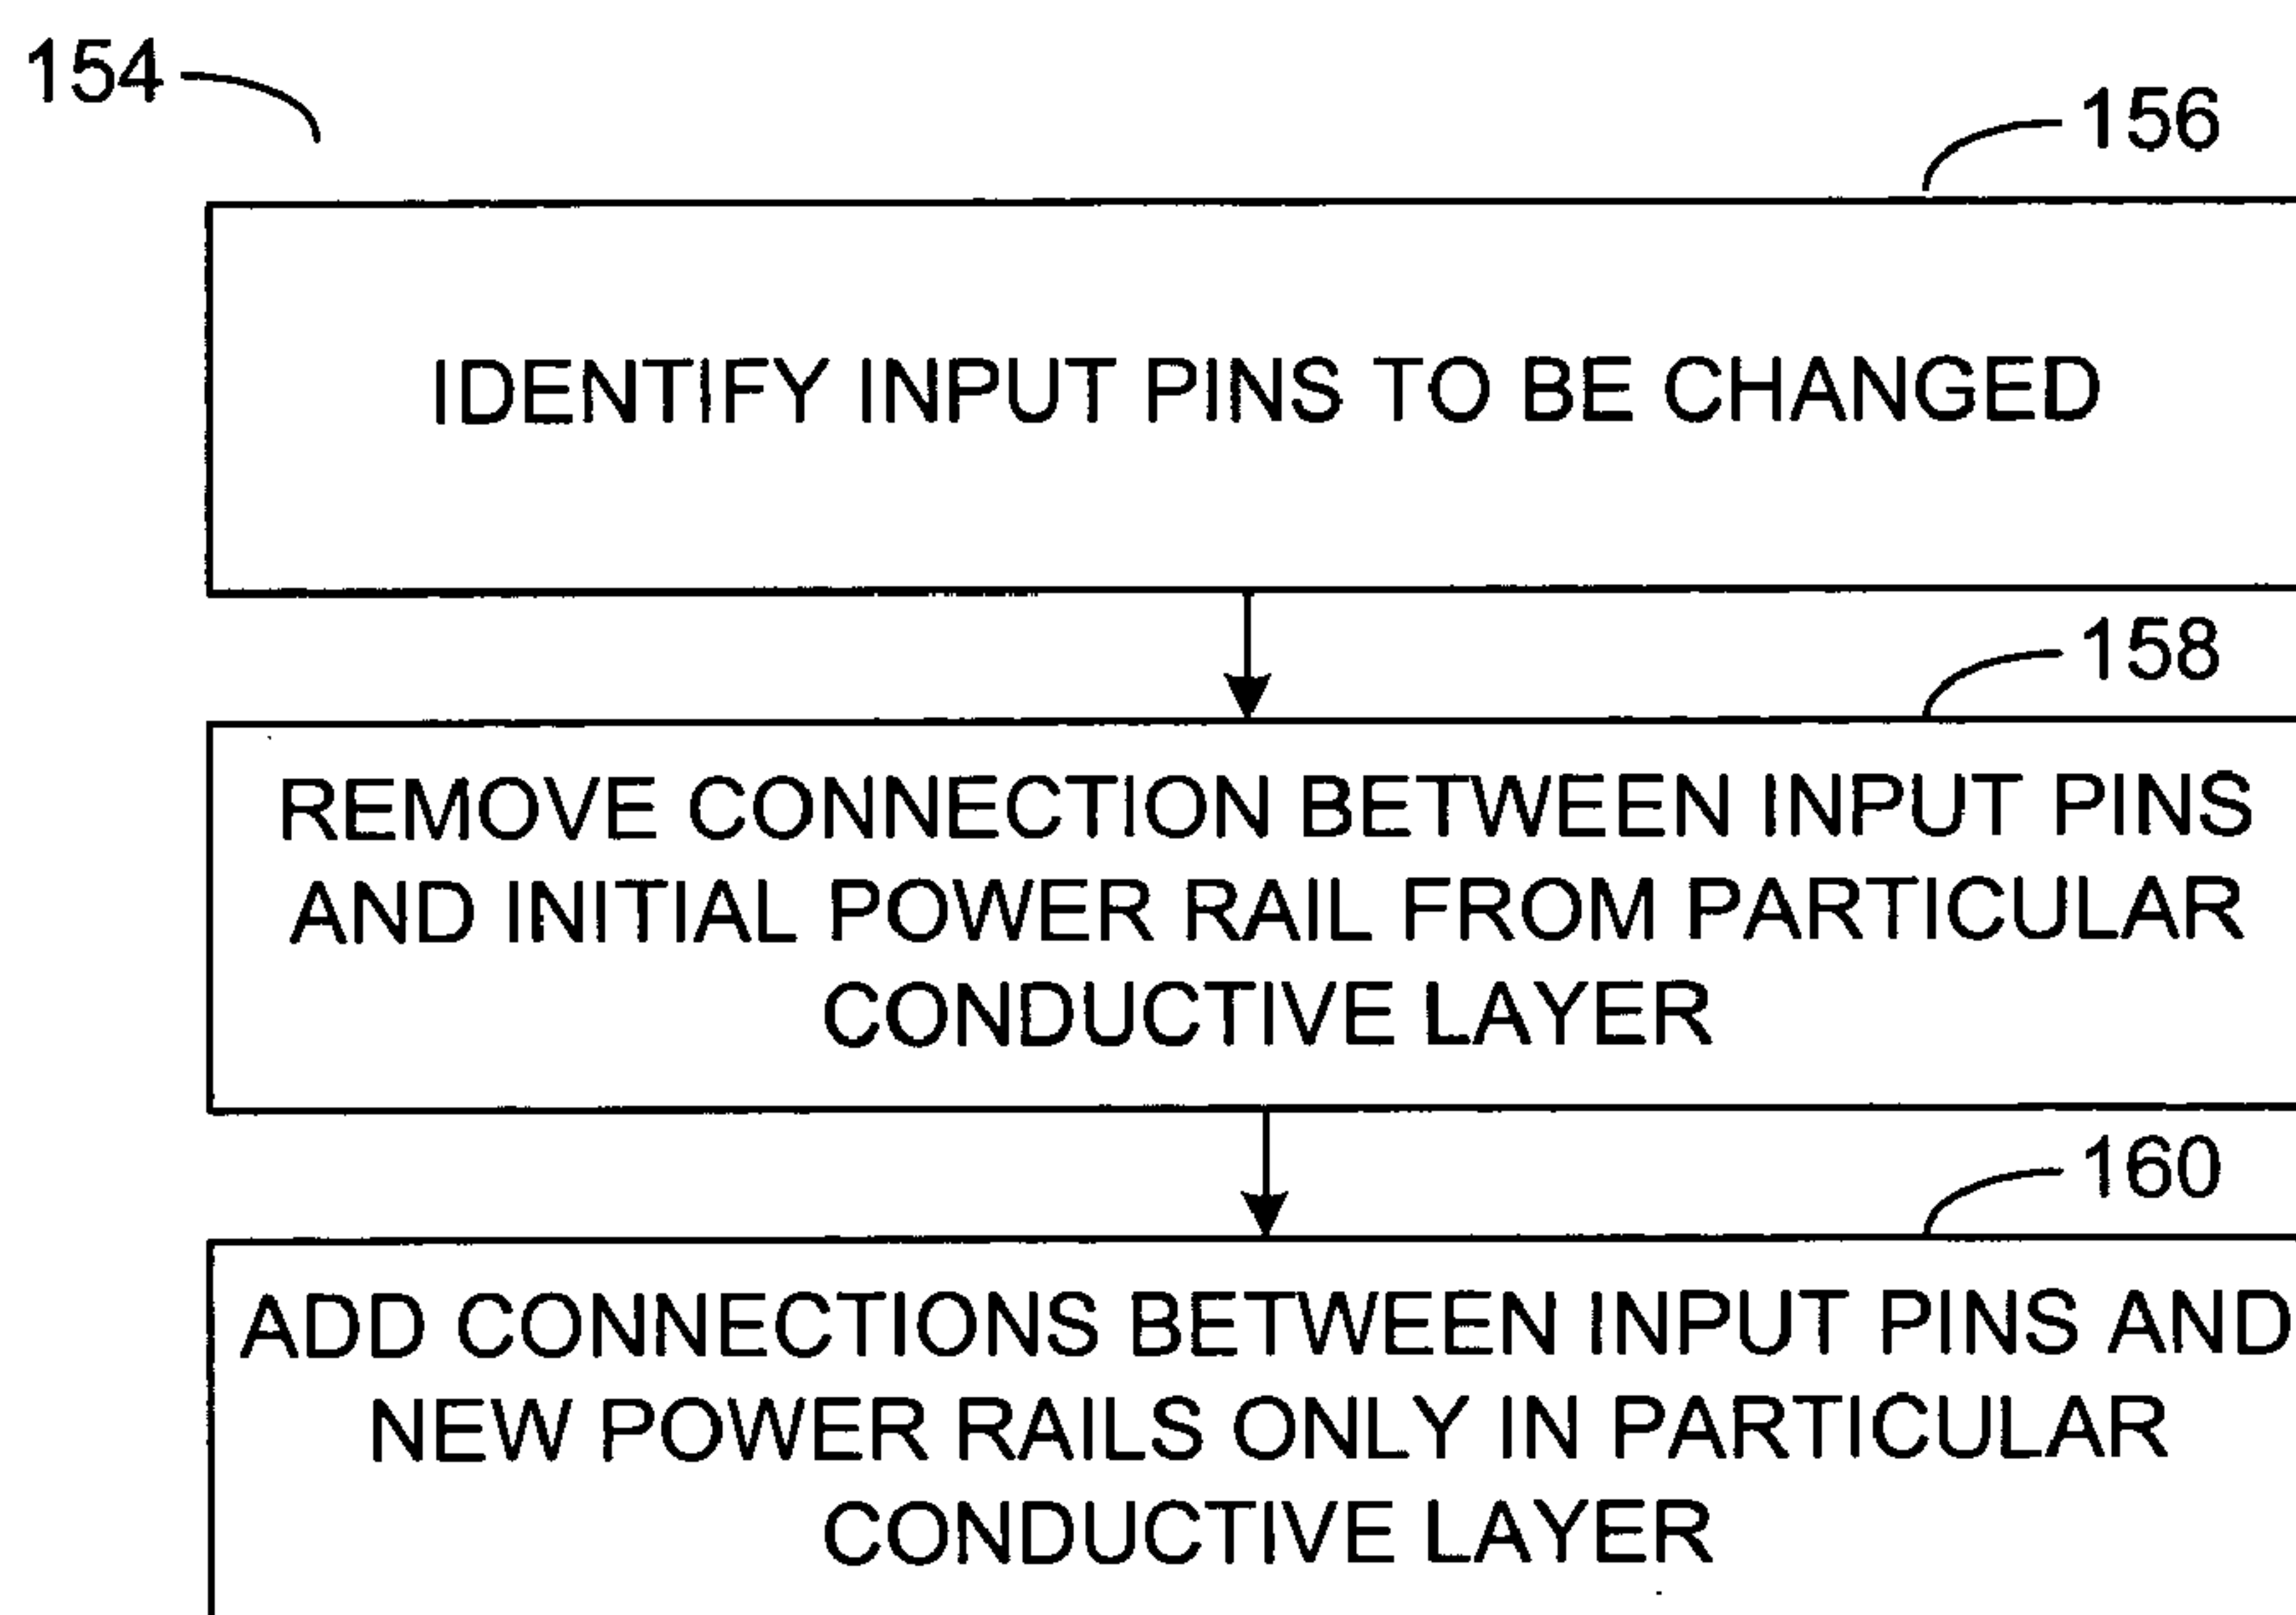 154
156
IDENTIFY INPUT PINS TO BE CHANGED
158
REMOVE CONNECTION BETWEEN INPUT PINS
AND INITIAL POWER RAIL FROM PARTICULAR
CONDUCTIVE LAYER
160
ADD CONNECTIONS BETWEEN INPUT PINS AND
NEW POWER RAILS ONLY IN PARTICULAR
CONDUCTIVE LAYER